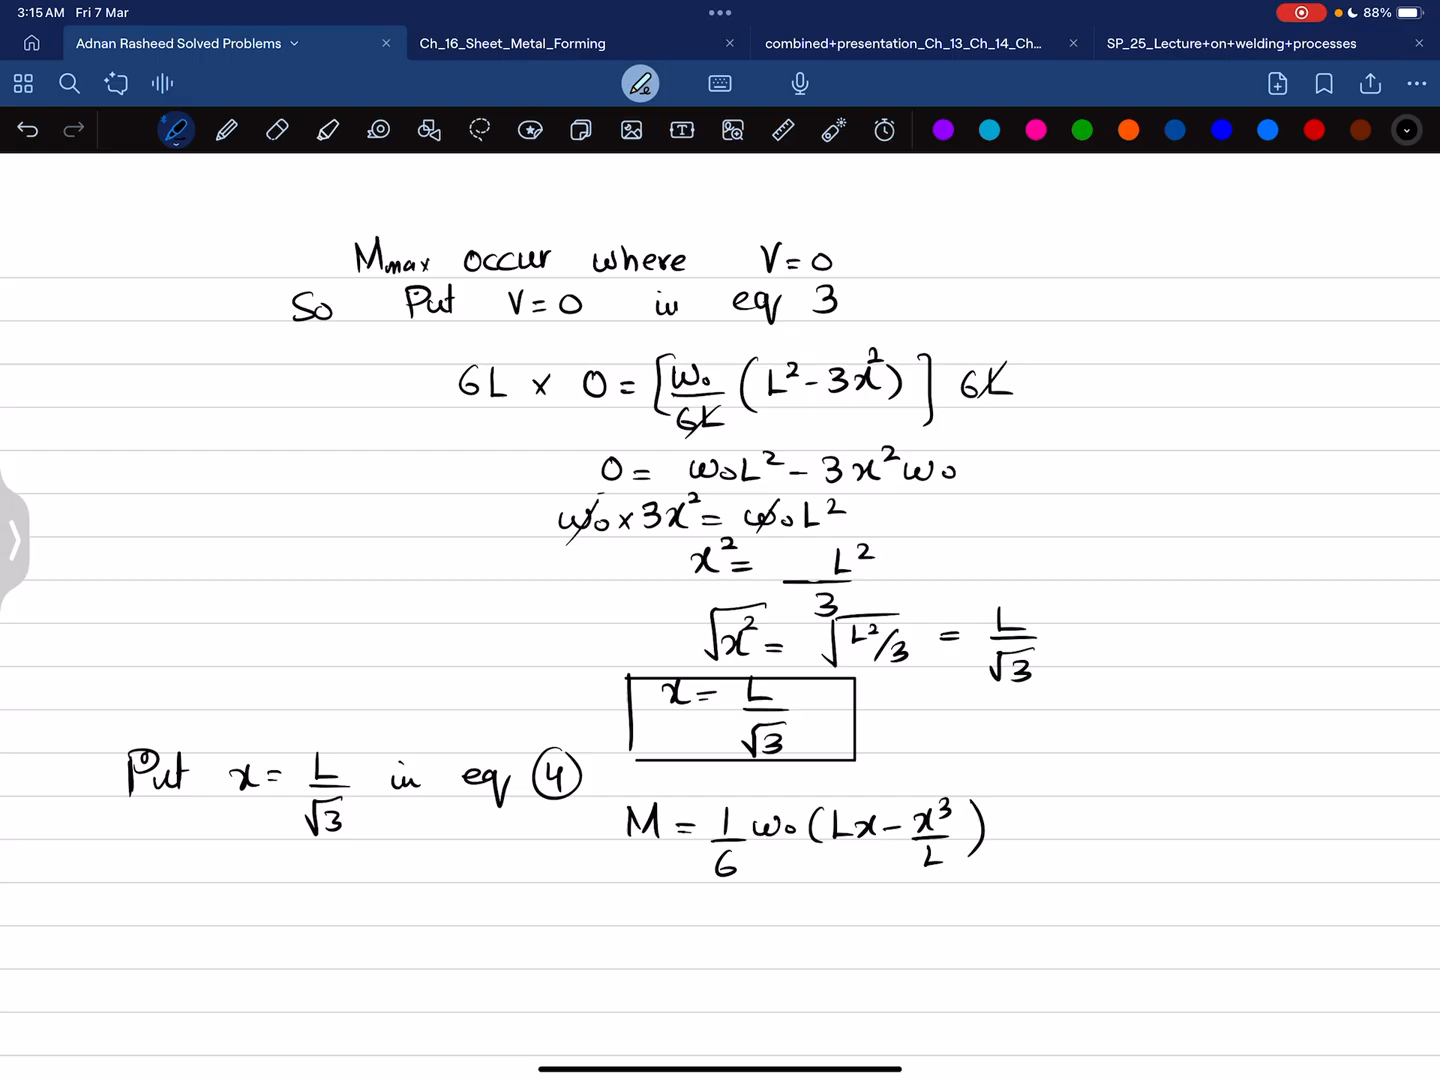 3:15 AM Fri 7 Mar 88%
Adnan Rasheed Solved Problems Ch_16_Sheet_Metal_Forming combined+presentation_Ch_13_Ch_14_Ch... SP_25_Lecture+on+welding+processes
Mmax occur where V=0
So Put V=0 in eq 3
6L × 0 = [w₀/6L (L² - 3x²)] 6L
0 = w₀L² - 3x²w₀
w₀ × 3x² = w₀L²
x² = L²/3
√x² = √L²/3 = L/√3
x = L/√3
Put x = L/√3 in eq 4
M = 1/6 w₀ (Lx - x³/L)